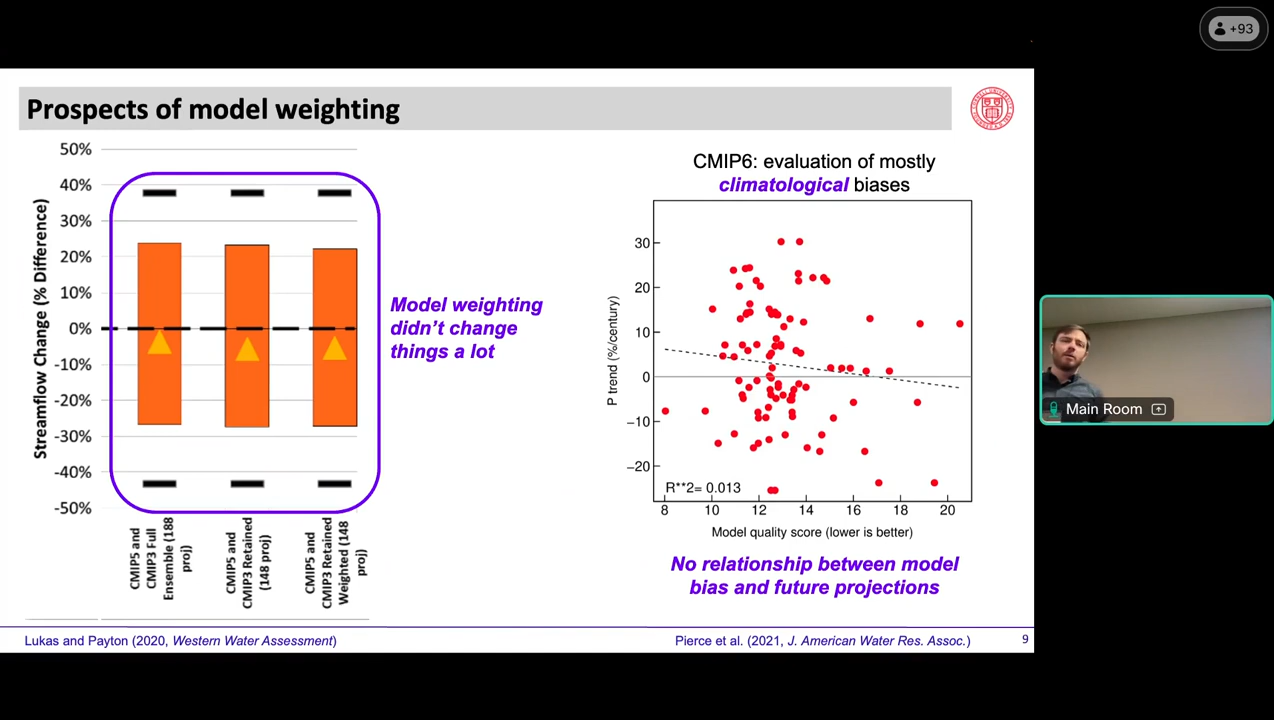 +93
Prospects of model weighting
50%
40%
30%
20%
10%
0%
-10%
-20%
-30%
-40%
-50%
Streamflow Change (% Difference)
CMIP5 and
CMIP3 Full
Ensemble (188
proj)
CMIP5 and
CMIP3 Retained
(148 proj)
CMIP5 and
CMIP3 Retained
Weighted (148
proj)
Model weighting
didn't change
things a lot
CMIP6: evaluation of mostly
climatological biases
P trend (%/century)
30
20
10
0
−10
−20
R**2= 0.013
8 10 12 14 16 18 20
Model quality score (lower is better)
No relationship between model
bias and future projections
Lukas and Payton (2020, Western Water Assessment)
Pierce et al. (2021, J. American Water Res. Assoc.)
9
Main Room